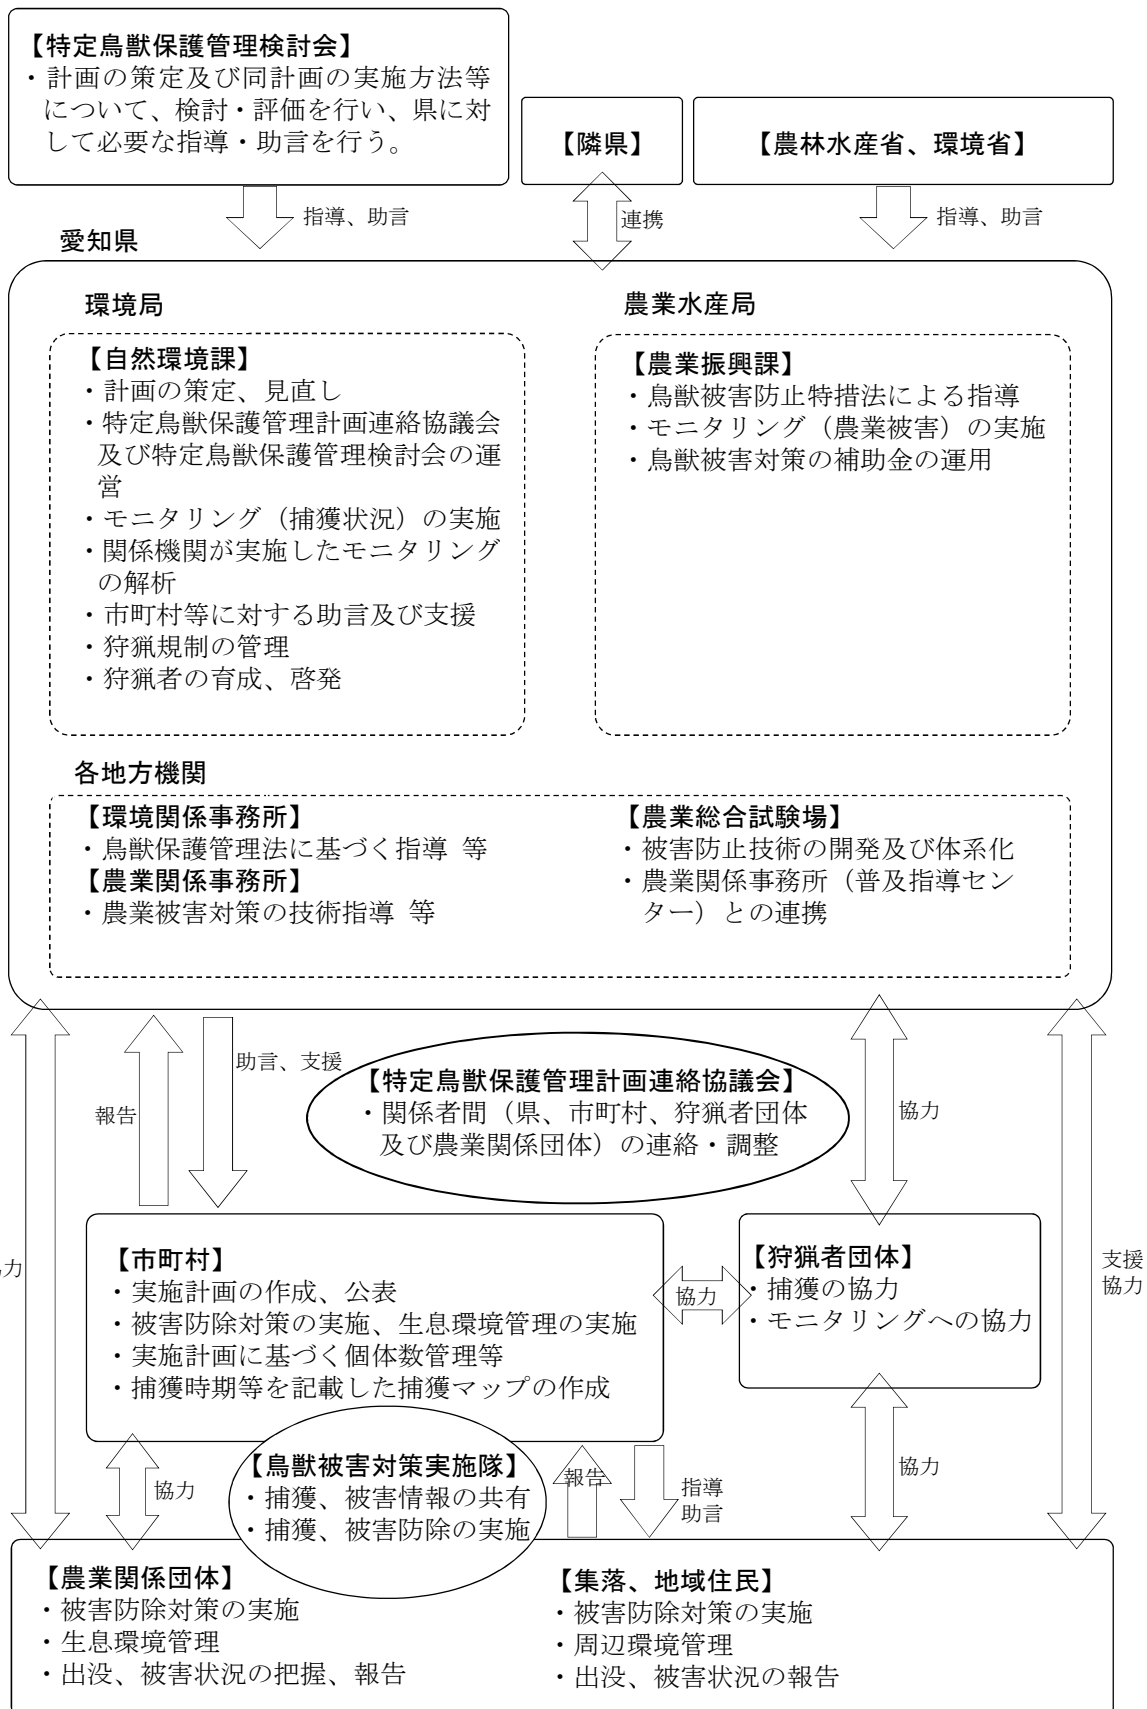 【特定鳥獣保護管理検討会】
・計画の策定及び同計画の実施方法等
について、検討・評価を行い、県に対
して必要な指導・助言を行う。
【隣県】
【農林水産省、環境省】
指導、助言
連携
指導、助言
愛知県
環境局
【自然環境課】
・計画の策定、見直し
・特定鳥獣保護管理計画連絡協議会
及び特定鳥獣保護管理検討会の運
営
・モニタリング（捕獲状況）の実施
・関係機関が実施したモニタリング
の解析
・市町村等に対する助言及び支援
・狩猟規制の管理
・狩猟者の育成、啓発
農業水産局
【農業振興課】
・鳥獣被害防止特措法による指導
・モニタリング（農業被害）の実施
・鳥獣被害対策の補助金の運用
各地方機関
【環境関係事務所】
・鳥獣保護管理法に基づく指導 等
【農業関係事務所】
・農業被害対策の技術指導 等
【農業総合試験場】
・被害防止技術の開発及び体系化
・農業関係事務所（普及指導セン
ター）との連携
報告
助言、支援
【特定鳥獣保護管理計画連絡協議会】
・関係者間（県、市町村、狩猟者団体
及び農業関係団体）の連絡・調整
協力
【市町村】
・実施計画の作成、公表
・被害防除対策の実施、生息環境管理の実施
・実施計画に基づく個体数管理等
・捕獲時期等を記載した捕獲マップの作成
協力
【狩猟者団体】
・捕獲の協力
・モニタリングへの協力
支援
協力
力
協力
【鳥獣被害対策実施隊】
・捕獲、被害情報の共有
・捕獲、被害防除の実施
報告
指導
助言
協力
【農業関係団体】
・被害防除対策の実施
・生息環境管理
・出没、被害状況の把握、報告
【集落、地域住民】
・被害防除対策の実施
・周辺環境管理
・出没、被害状況の報告